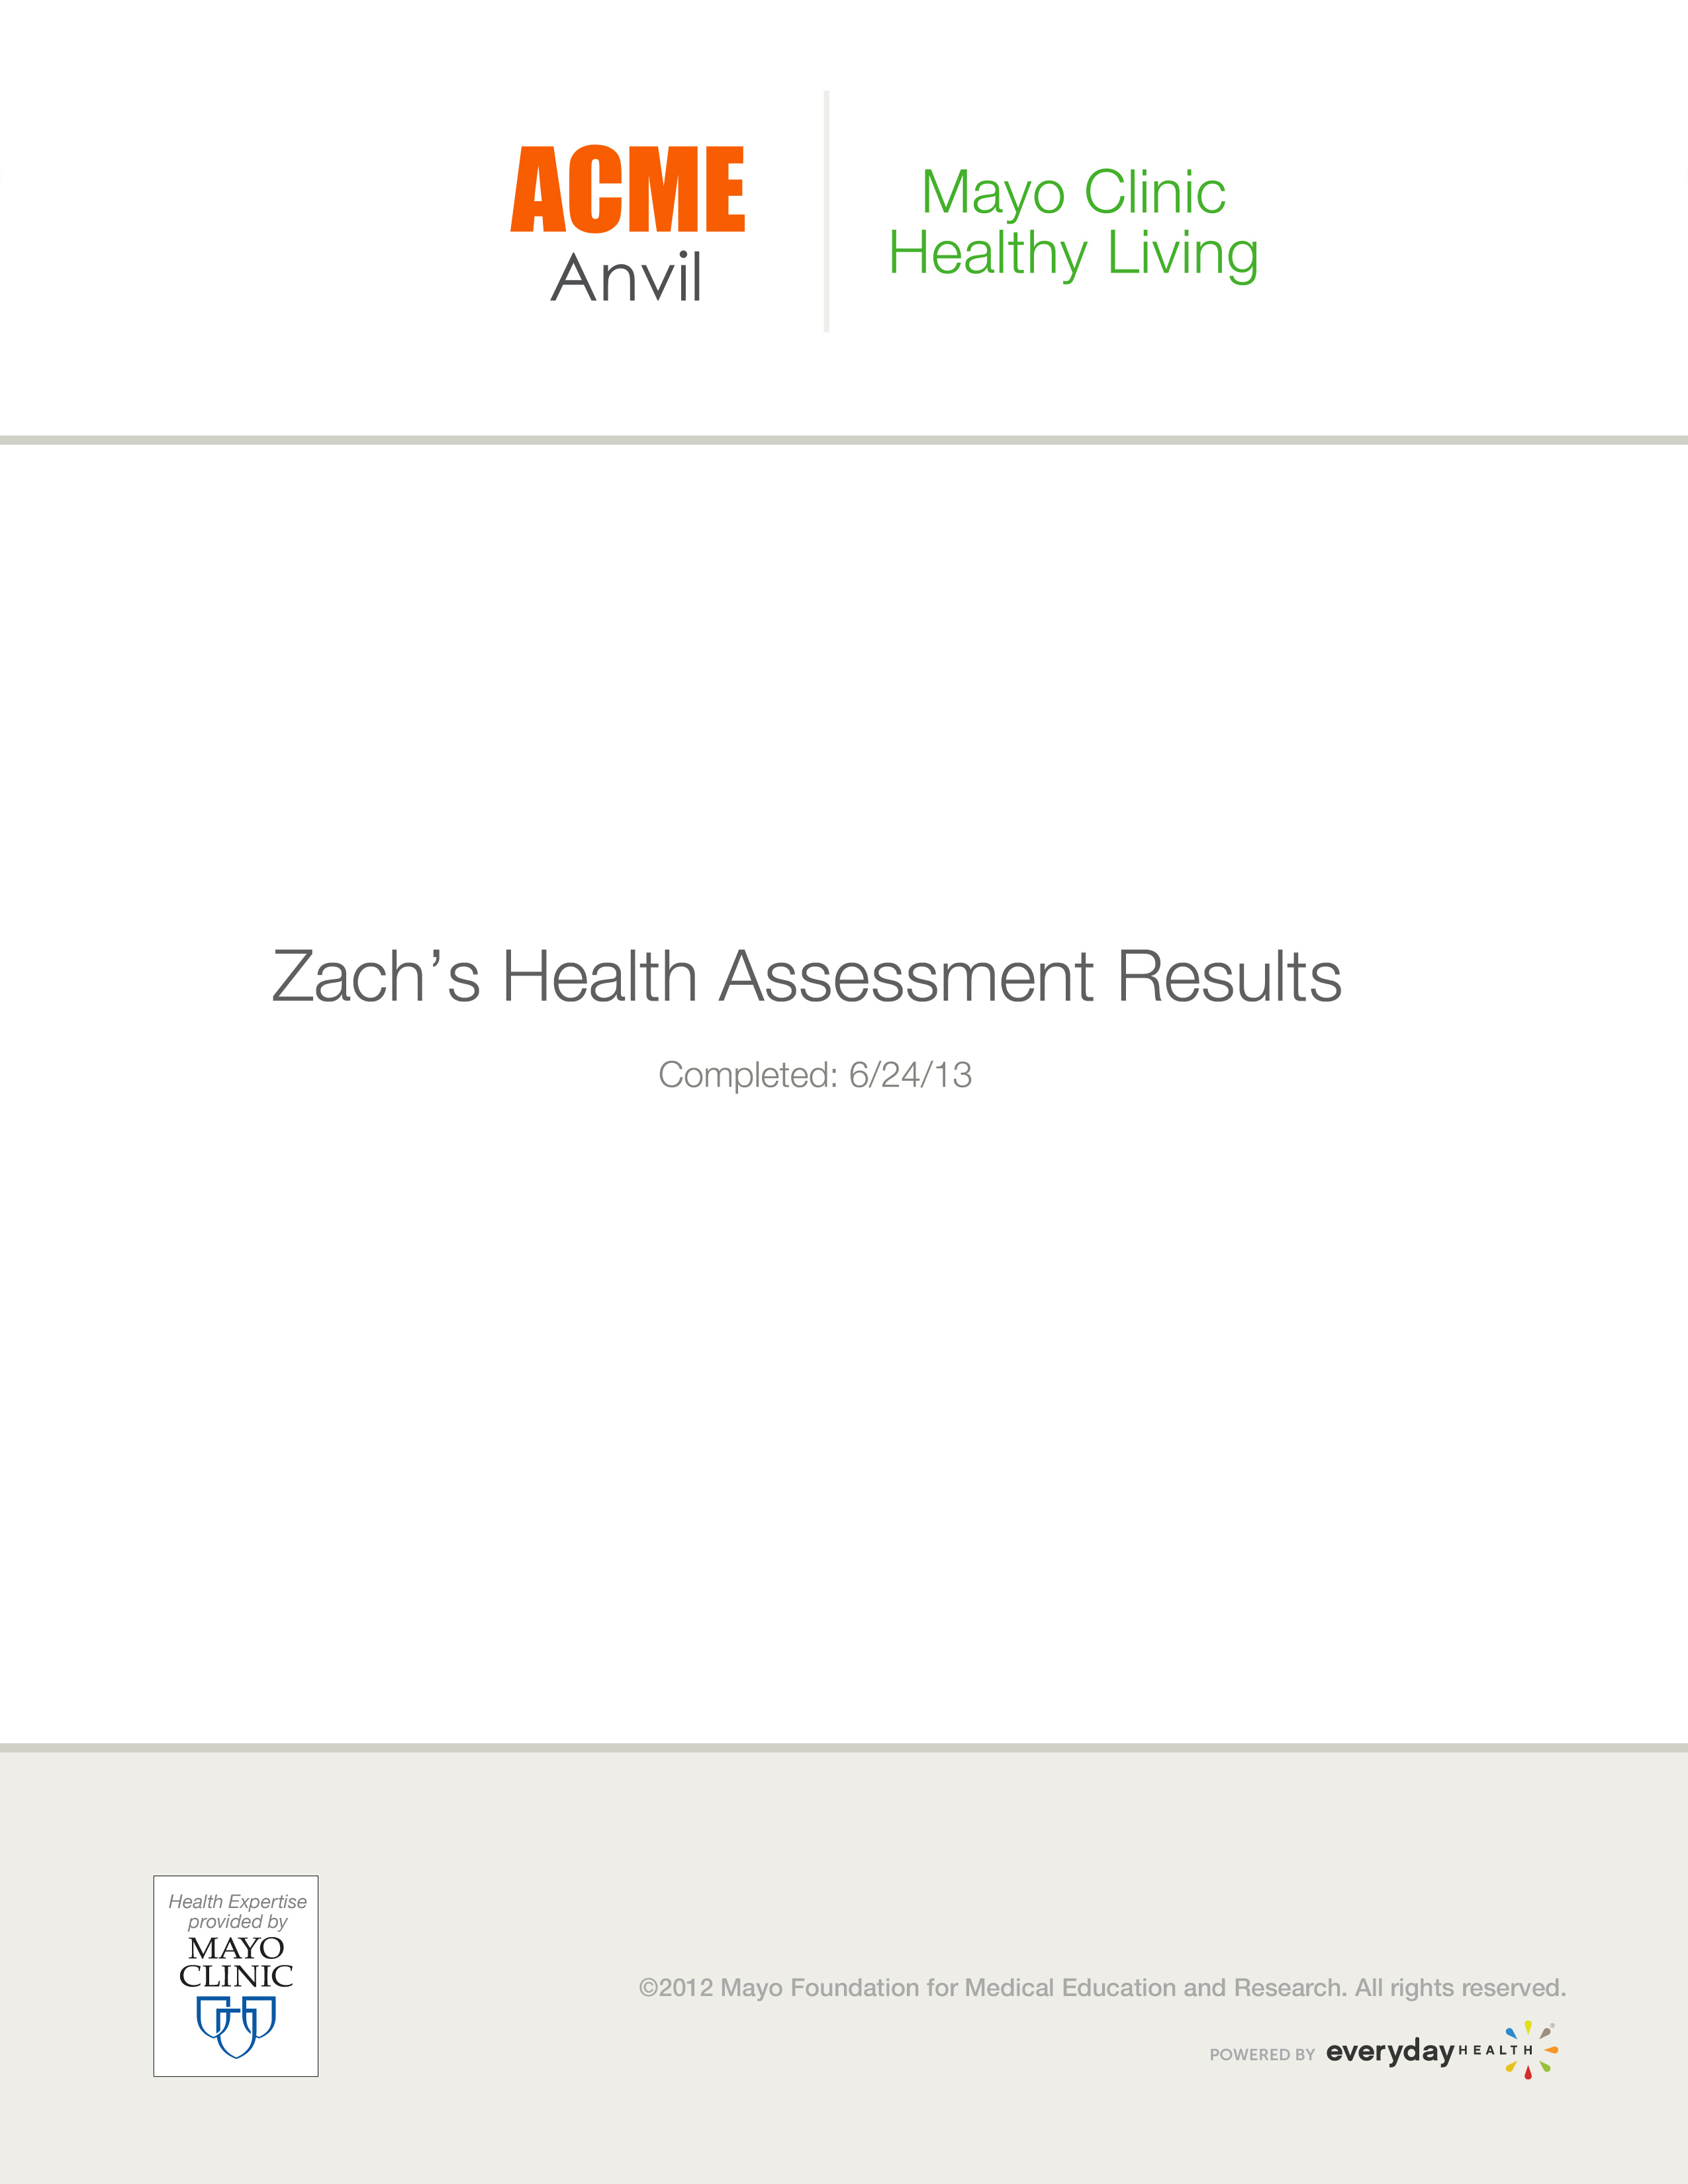 ACME
Anvil
Mayo Clinic
Healthy Living
Zach’s Health Assessment Results
Completed: 6/24/13
Health Expertise
provided by
MAYO
CLINIC
©2012 Mayo Foundation for Medical Education and Research. All rights reserved.
POWERED BY everyday HEALTH ®